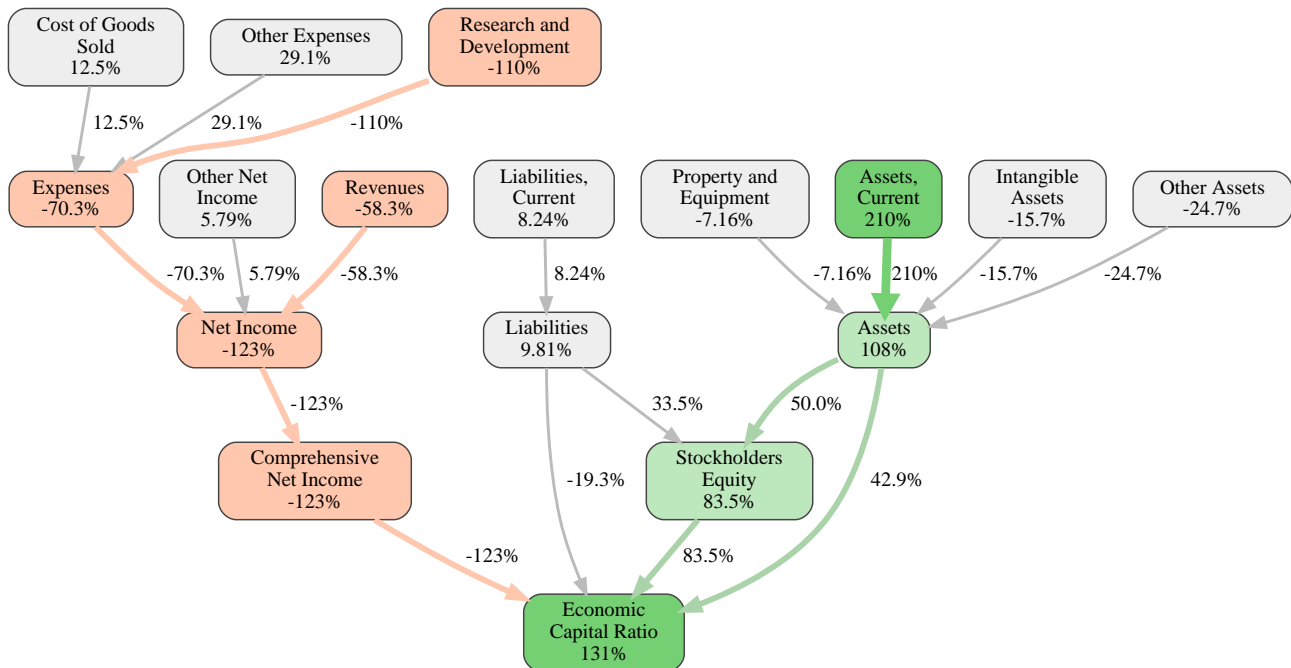 Cost of Goods
Sold
12.5%
Other Expenses
29.1%
Research and
Development
-110%
12.5%
29.1%
-110%
Expenses
-70.3%
Other Net
Income
5.79%
Revenues
-58.3%
Liabilities,
Current
8.24%
Property and
Equipment
-7.16%
Assets,
Current
210%
Intangible
Assets
-15.7%
Other Assets
-24.7%
-70.3%
5.79%
-58.3%
8.24%
-7.16%
210%
-15.7%
-24.7%
Net Income
-123%
Liabilities
9.81%
Assets
108%
-123%
33.5%
50.0%
Comprehensive
Net Income
-123%
-19.3%
Stockholders
Equity
83.5%
42.9%
-123%
83.5%
Economic
Capital Ratio
131%